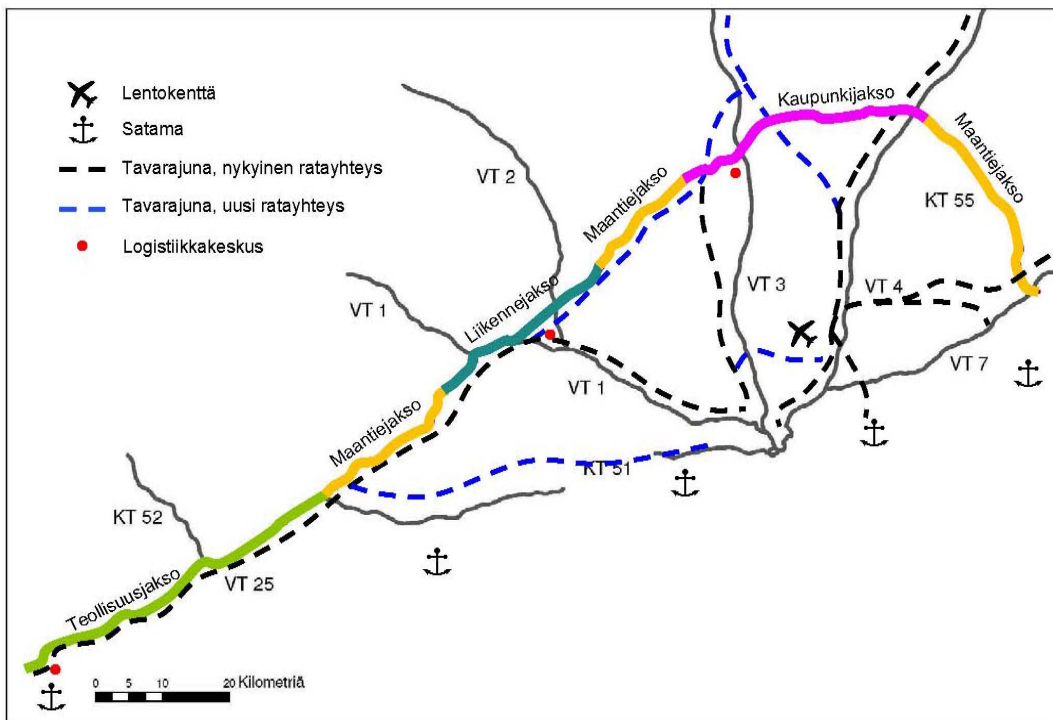 Lentokenttä
Satama
Tavarajuna, nykyinen ratayhteys
Tavarajuna, uusi ratayhteys
Logistiikkakeskus
Kaupunkijakso
Maantiejakso
KT 55
VT 2
Maantiejakso
VT 3
VT 4
VT 1
Liikennejakso
VT 1
VT 7
Maantiejakso
KT 51
KT 52
VT 25
Teollisuusjakso
0 5 10 20 Kilometriä